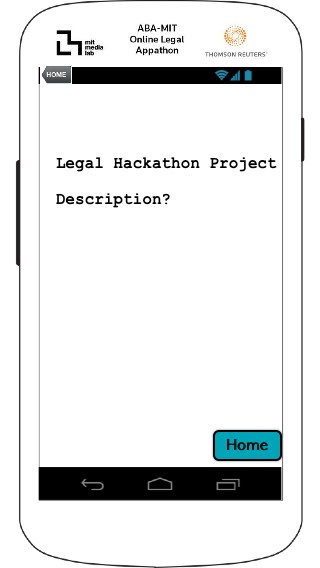 mit
media
lab
ABA-MIT
Online Legal
Appathon
THOMSON REUTERS
HOME
Legal Hackathon Project
Description?
Home